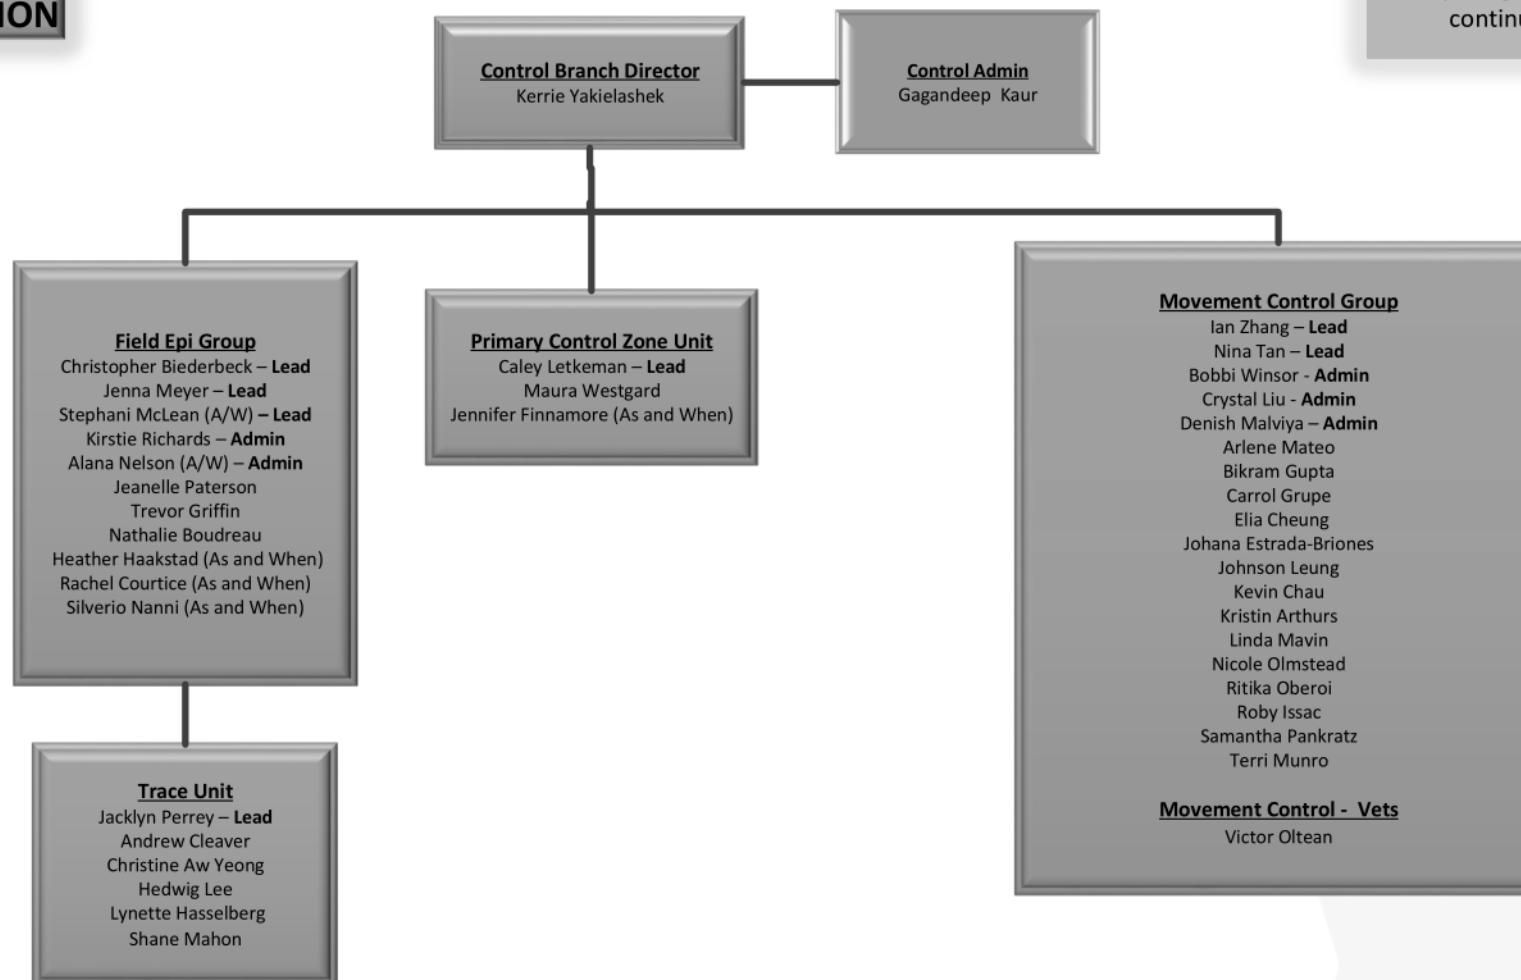 ION
continu
Control Branch Director
Kerrie Yakielashek
Control Admin
Gagandeep  Kaur
Field Epi Group
Christopher Biederbeck – Lead
Jenna Meyer – Lead
Stephani McLean (A/W) – Lead
Kirstie Richards – Admin
Alana Nelson (A/W) – Admin
Jeanelle Paterson
Trevor Griffin
Nathalie Boudreau
Heather Haakstad (As and When)
Rachel Courtice (As and When)
Silverio Nanni (As and When)
Primary Control Zone Unit
Caley Letkeman – Lead
Maura Westgard
Jennifer Finnamore (As and When)
Movement Control Group
Ian Zhang – Lead
Nina Tan – Lead
Bobbi Winsor - Admin
Crystal Liu - Admin
Denish Malviya – Admin
Arlene Mateo
Bikram Gupta
Carrol Grupe
Elia Cheung
Johana Estrada-Briones
Johnson Leung
Kevin Chau
Kristin Arthurs
Linda Mavin
Nicole Olmstead
Ritika Oberoi
Roby Issac
Samantha Pankratz
Terri Munro
Movement Control -  Vets
Victor Oltean
Trace Unit
Jacklyn Perrey – Lead
Andrew Cleaver
Christine Aw Yeong
Hedwig Lee
Lynette Hasselberg
Shane Mahon